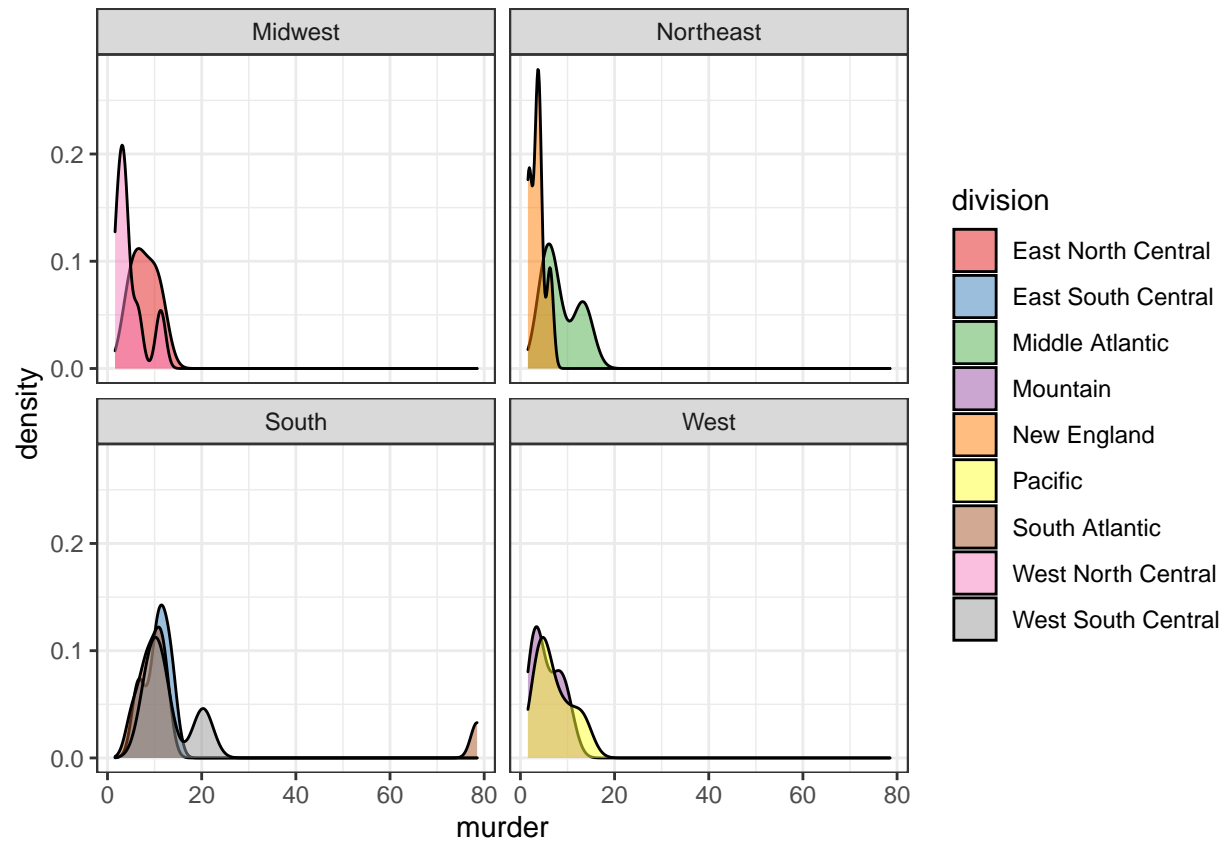 Midwest
Northeast
0.2
0.1
0.0
South
West
0.2
0.1
0.0
0
20
40
60
80
0
20
40
60
80
murder
density
division
East North Central
East South Central
Middle Atlantic
Mountain
New England
Pacific
South Atlantic
West North Central
West South Central